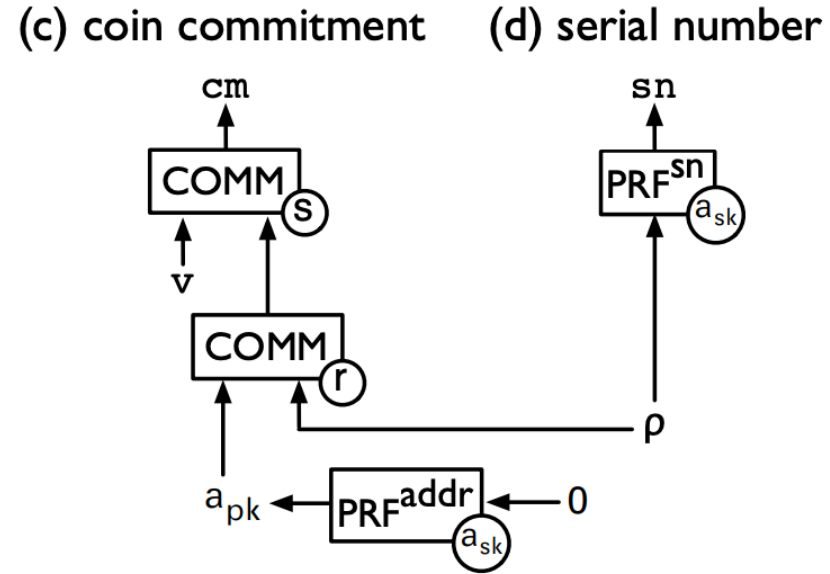 (c) coin commitment (d) serial number
cm sn
COMM s PRF^sn a_sk
v
COMM r
ρ
a_pk PRF^addr a_sk 0